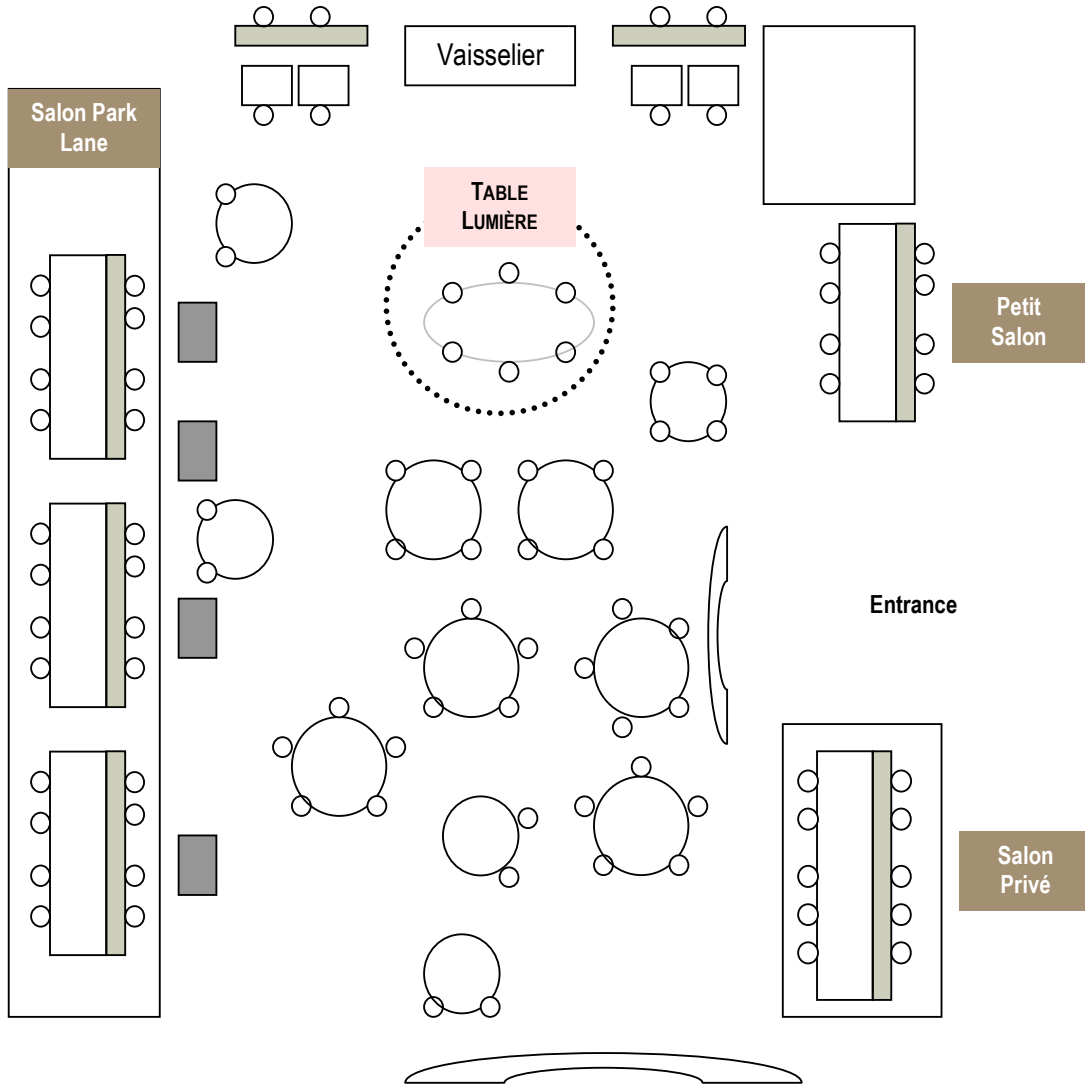 Vaisselier
Salon Park
Lane
TABLE
LUMIÈRE
Petit
Salon
Entrance
Salon
Privé